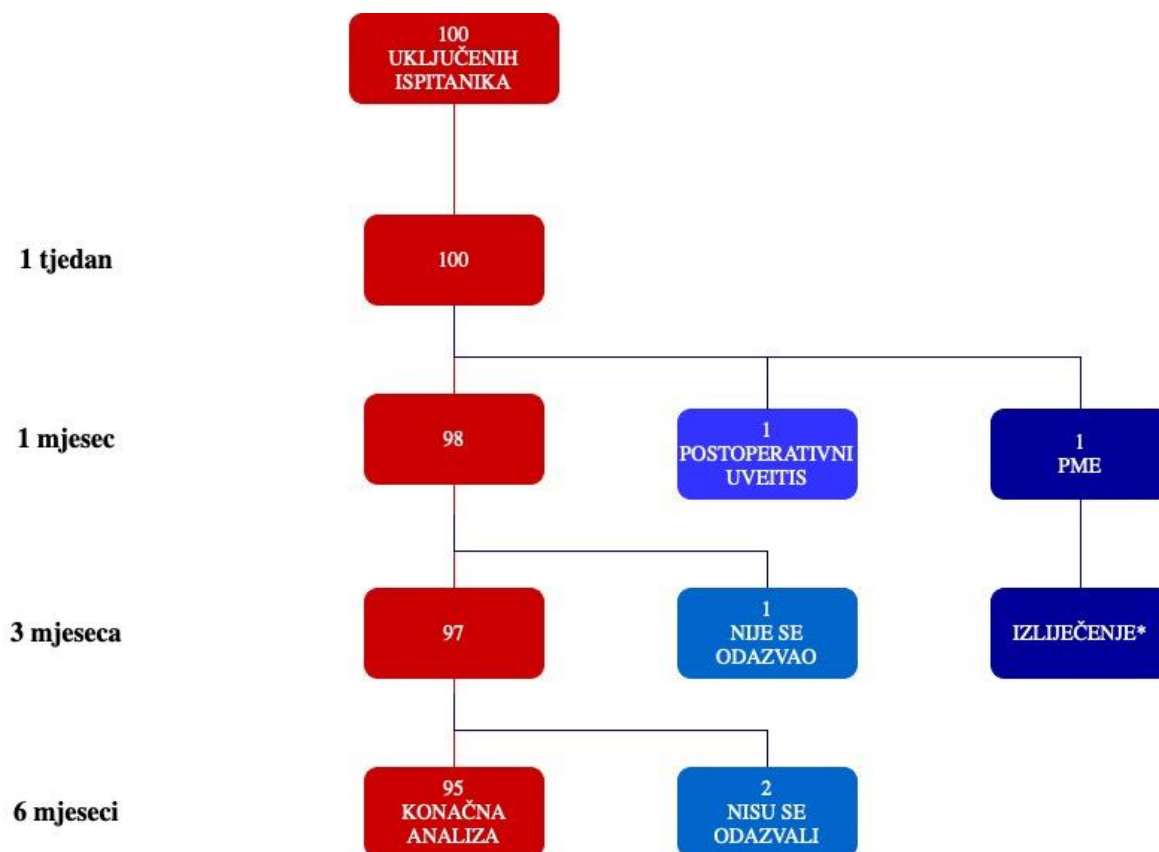 100
UKLJUČENIH
ISPITANIKA
1 tjedan
100
1 mjesec
98
1
POSTOPERATIVNI
UVEITIS
1
PME
3 mjeseca
97
1
NIJE SE
ODAZVAO
IZLIJEČENJE*
6 mjeseci
95
KONAČNA
ANALIZA
2
NISU SE
ODAZVALI